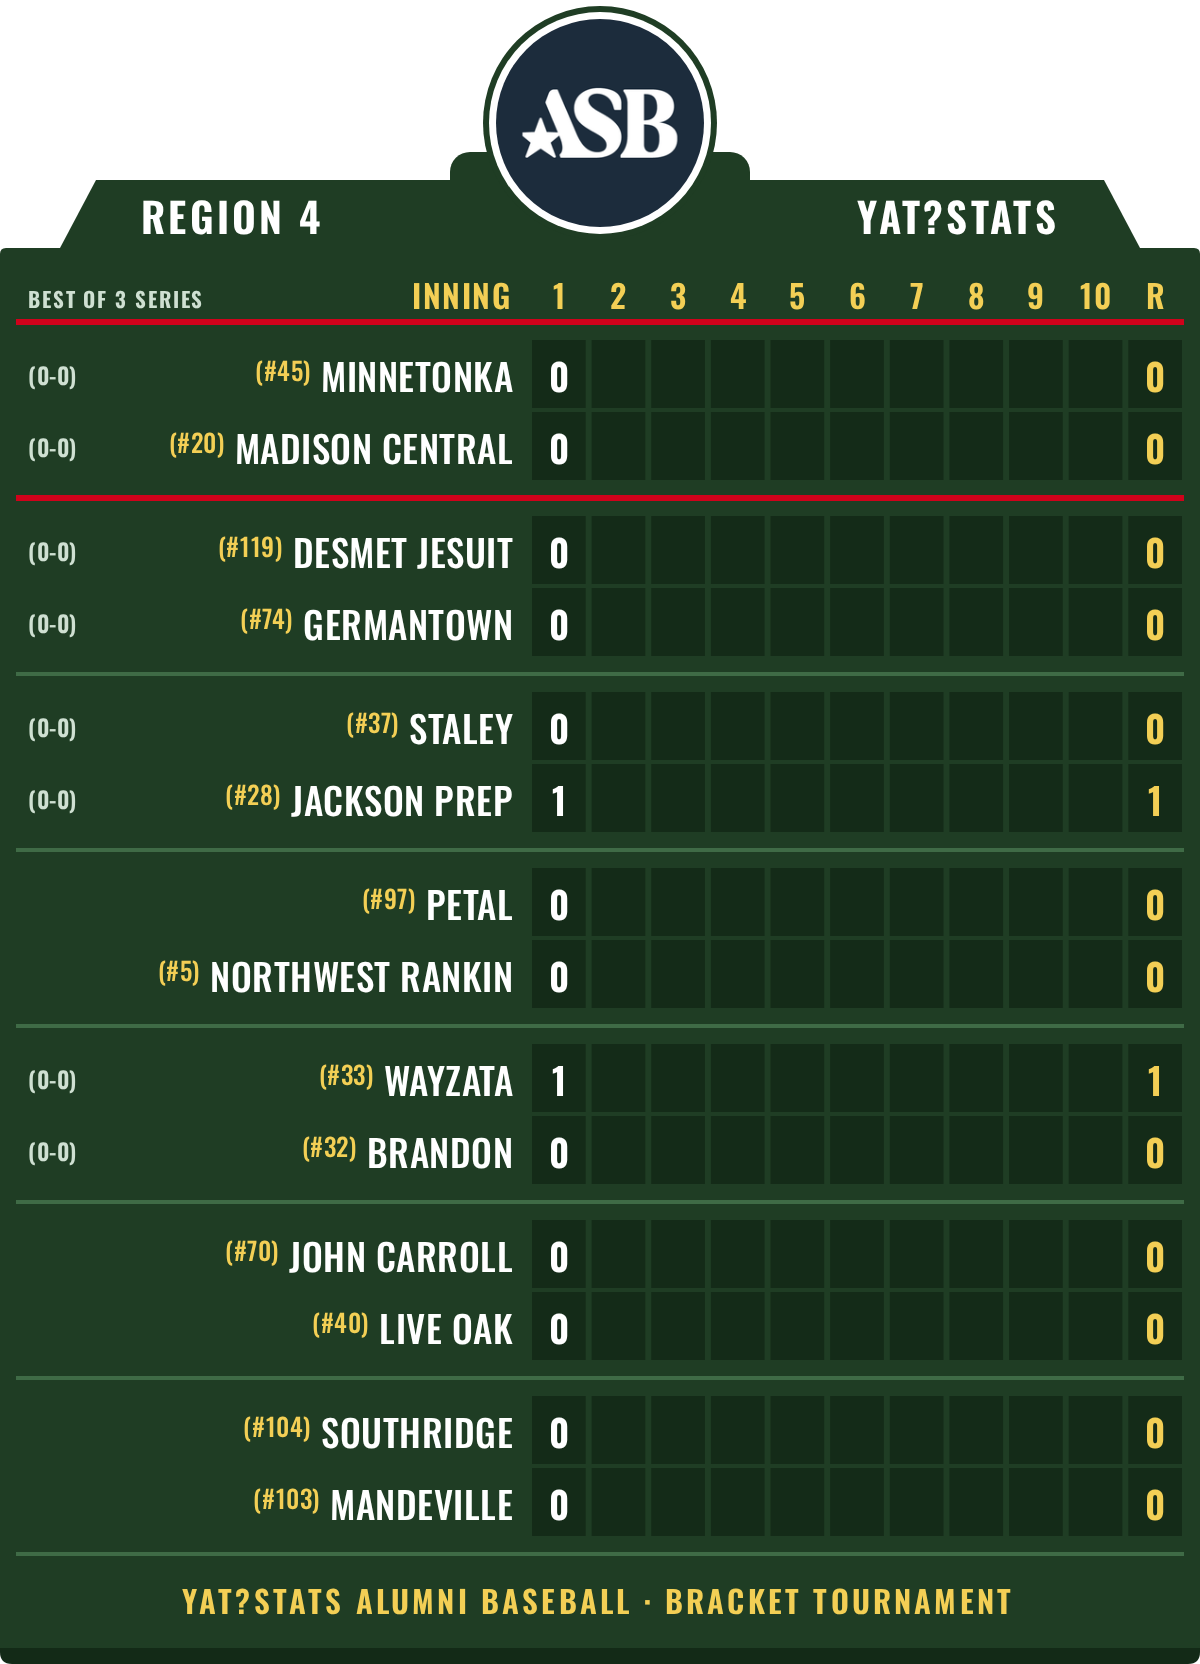 ASB
REGION 4 YAT?STATS
BEST OF 3 SERIES INNING 1 2 3 4 5 6 7 8 9 10 R
(0-0) (#45) MINNETONKA 0 0
(0-0) (#20) MADISON CENTRAL 0 0
(0-0) (#119) DESMET JESUIT 0 0
(0-0) (#74) GERMANTOWN 0 0
(0-0) (#37) STALEY 0 0
(0-0) (#28) JACKSON PREP 1 1
(#97) PETAL 0 0
(#5) NORTHWEST RANKIN 0 0
(0-0) (#33) WAYZATA 1 1
(0-0) (#32) BRANDON 0 0
(#70) JOHN CARROLL 0 0
(#40) LIVE OAK 0 0
(#104) SOUTHRIDGE 0 0
(#103) MANDEVILLE 0 0
YAT?STATS ALUMNI BASEBALL · BRACKET TOURNAMENT